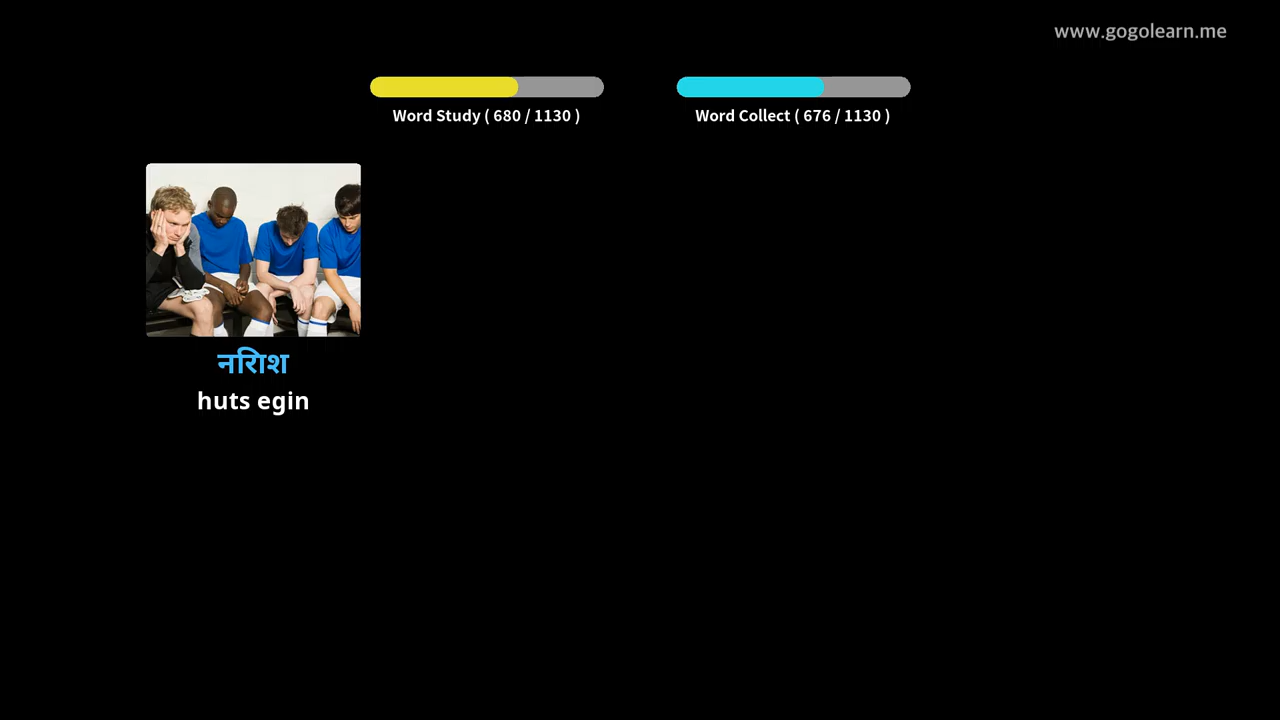 www.gogolearn.me
Word Study ( 680 / 1130 )
Word Collect ( 676 / 1130 )
निराश
huts egin